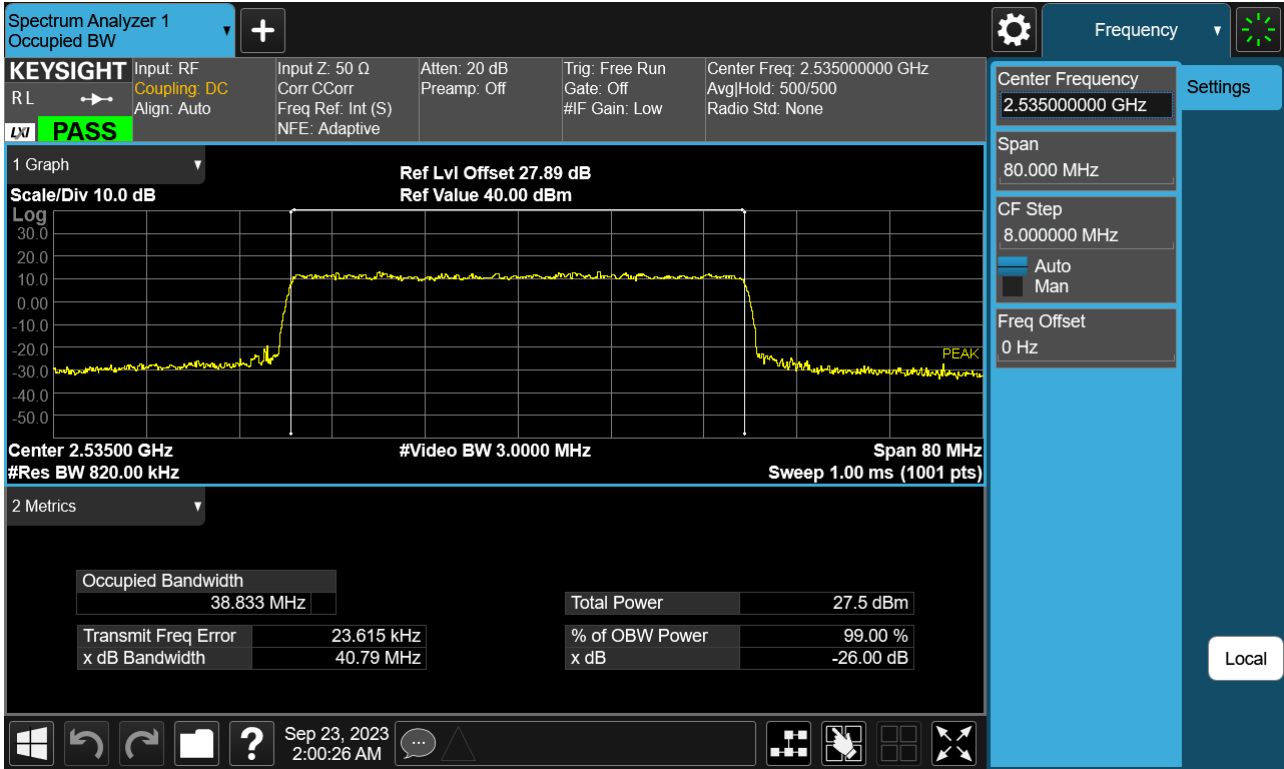 Spectrum Analyzer 1
Occupied BW
Frequency
KEYSIGHT
R L
LXI
PASS
Input: RF
Coupling: DC
Align: Auto
Input Z: 50 Ω
Corr CCorr
Freq Ref: Int (S)
NFE: Adaptive
Atten: 20 dB
Preamp: Off
Trig: Free Run
Gate: Off
#IF Gain: Low
Center Freq: 2.535000000 GHz
Avg|Hold: 500/500
Radio Std: None
Center Frequency
2.535000000 GHz
Settings
Span
80.000 MHz
CF Step
8.000000 MHz
Auto
Man
Freq Offset
0 Hz
Local
1 Graph
Scale/Div 10.0 dB
Ref Lvl Offset 27.89 dB
Ref Value 40.00 dBm
Log
30.0
20.0
10.0
0.00
-10.0
-20.0
-30.0
-40.0
-50.0
PEAK
Center 2.53500 GHz
#Video BW 3.0000 MHz
Span 80 MHz
#Res BW 820.00 kHz
Sweep 1.00 ms (1001 pts)
2 Metrics
Occupied Bandwidth
38.833 MHz
Total Power 27.5 dBm
Transmit Freq Error 23.615 kHz
% of OBW Power 99.00 %
x dB Bandwidth 40.79 MHz
x dB -26.00 dB
Sep 23, 2023
2:00:26 AM